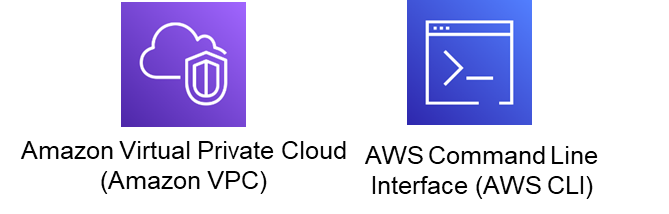 Amazon Virtual Private Cloud
(Amazon VPC)
AWS Command Line
Interface (AWS CLI)